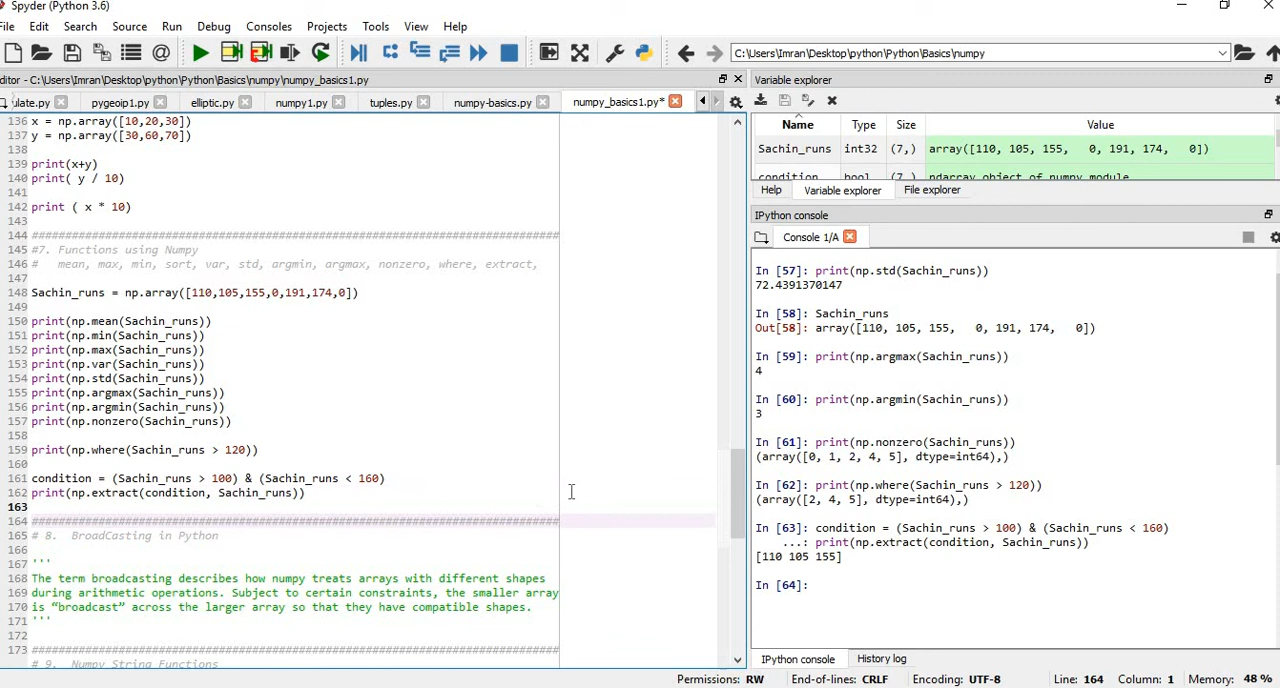 Spyder (Python 3.6)
File Edit Search Source Run Debug Consoles Projects Tools View Help
C:\Users\Imran\Desktop\python\Python\Basics\numpy
ditor - C:\Users\Imran\Desktop\python\Python\Basics\numpy\numpy_basics1.py
ulate.py pygeoip1.py elliptic.py numpy1.py tuples.py numpy-basics.py numpy_basics1.py*
136 x = np.array([10,20,30])
137 y = np.array([30,60,70])
138
139 print(x+y)
140 print( y / 10)
141
142 print ( x * 10)
143
144 ##########################################################################
145 #7. Functions using Numpy
146 #   mean, max, min, sort, var, std, argmin, argmax, nonzero, where, extract,
147
148 Sachin_runs = np.array([110,105,155,0,191,174,0])
149
150 print(np.mean(Sachin_runs))
151 print(np.min(Sachin_runs))
152 print(np.max(Sachin_runs))
153 print(np.var(Sachin_runs))
154 print(np.std(Sachin_runs))
155 print(np.argmax(Sachin_runs))
156 print(np.argmin(Sachin_runs))
157 print(np.nonzero(Sachin_runs))
158
159 print(np.where(Sachin_runs > 120))
160
161 condition = (Sachin_runs > 100) & (Sachin_runs < 160)
162 print(np.extract(condition, Sachin_runs))
163
164 ##########################################################################
165 # 8.  BroadCasting in Python
166
167 '''
168 The term broadcasting describes how numpy treats arrays with different shapes
169 during arithmetic operations. Subject to certain constraints, the smaller array
170 is “broadcast” across the larger array so that they have compatible shapes.
171 '''
172
173 ##########################################################################
# 9.  Numpy String Functions
Variable explorer
Name Type Size Value
Sachin_runs int32 (7,) array([110, 105, 155,   0, 191, 174,   0])
condition bool (7,) ndarray object of numpy module
Help Variable explorer File explorer
IPython console
Console 1/A
In [57]: print(np.std(Sachin_runs))
72.4391370147
In [58]: Sachin_runs
Out[58]: array([110, 105, 155,   0, 191, 174,   0])
In [59]: print(np.argmax(Sachin_runs))
4
In [60]: print(np.argmin(Sachin_runs))
3
In [61]: print(np.nonzero(Sachin_runs))
(array([0, 1, 2, 4, 5], dtype=int64),)
In [62]: print(np.where(Sachin_runs > 120))
(array([2, 4, 5], dtype=int64),)
In [63]: condition = (Sachin_runs > 100) & (Sachin_runs < 160)
...: print(np.extract(condition, Sachin_runs))
[110 105 155]
In [64]:
IPython console History log
Permissions: RW End-of-lines: CRLF Encoding: UTF-8 Line: 164 Column: 1 Memory: 48 %